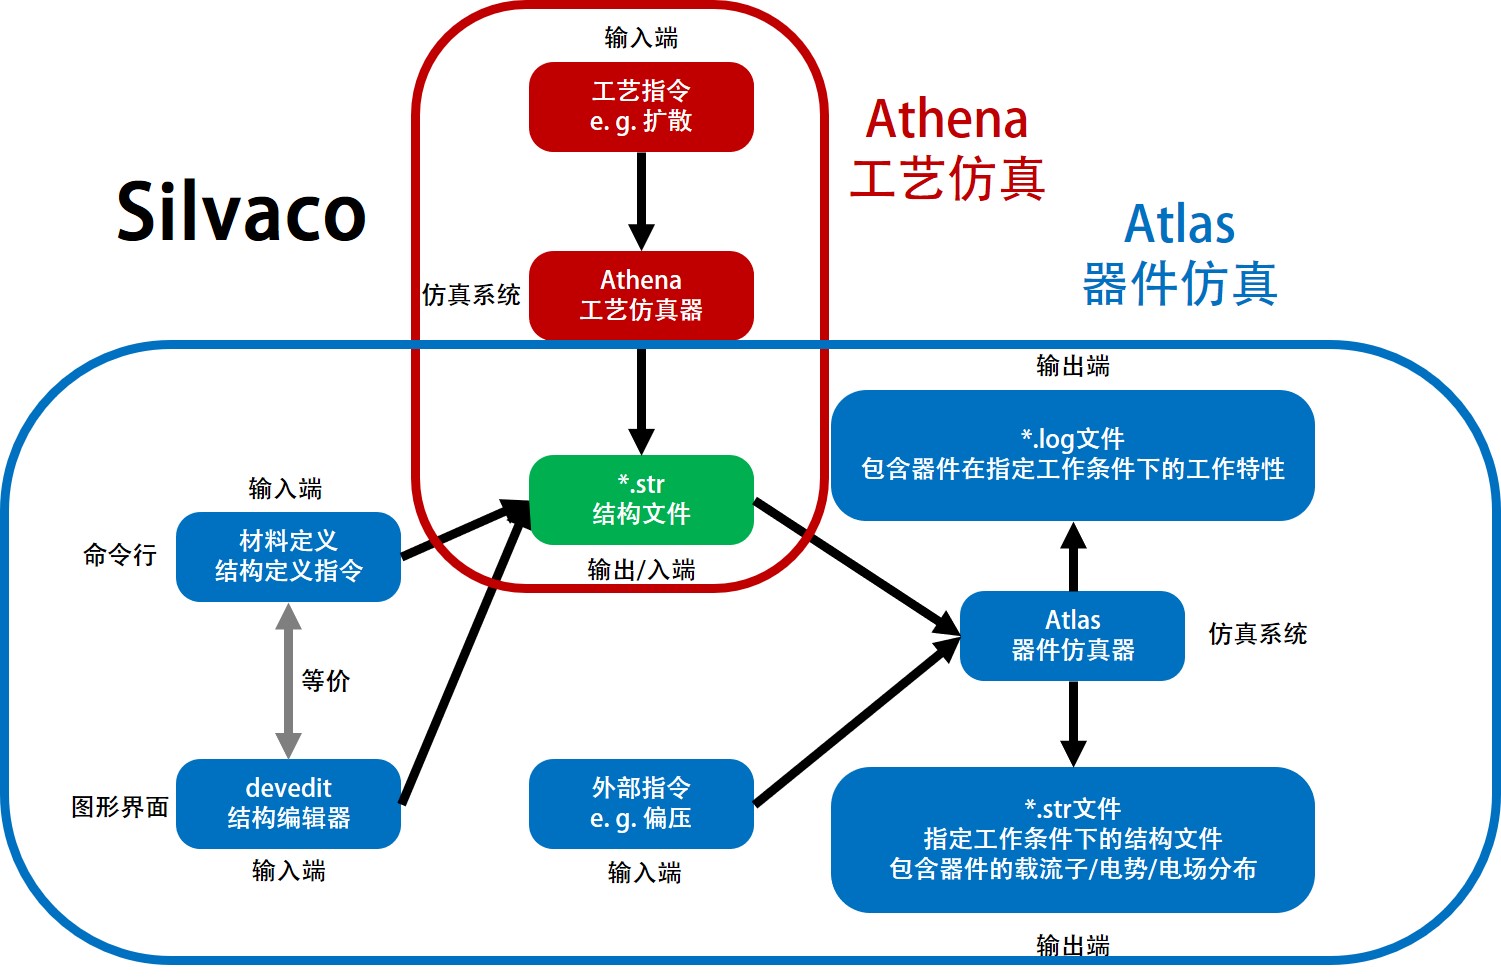 输入端
工艺指令
e. g. 扩散
Athena
工艺仿真
Silvaco
Atlas
器件仿真
仿真系统
Athena
工艺仿真器
输出端
*.log文件
包含器件在指定工作条件下的工作特性
*.str
结构文件
输出/入端
输入端
命令行
材料定义
结构定义指令
Atlas
器件仿真器
仿真系统
等价
图形界面
devedit
结构编辑器
输入端
外部指令
e. g. 偏压
输入端
*.str文件
指定工作条件下的结构文件
包含器件的载流子/电势/电场分布
输出端